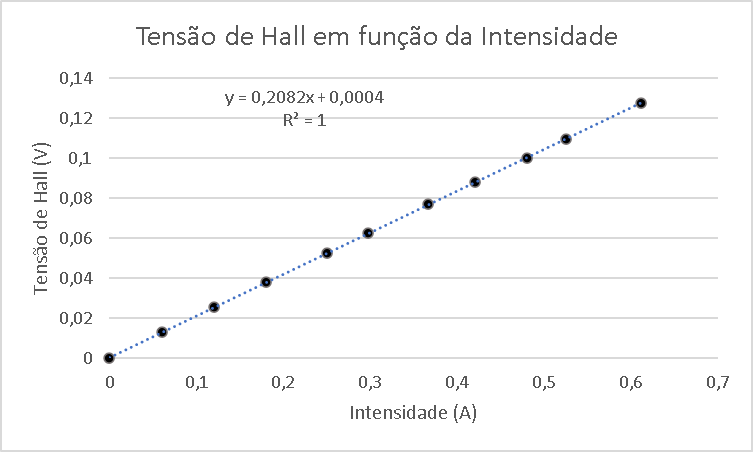 Tensão de Hall em função da Intensidade
y = 0,2082x + 0,0004
R² = 1
Tensão de Hall (V)
0,14
0,12
0,1
0,08
0,06
0,04
0,02
0
0 0,1 0,2 0,3 0,4 0,5 0,6 0,7
Intensidade (A)